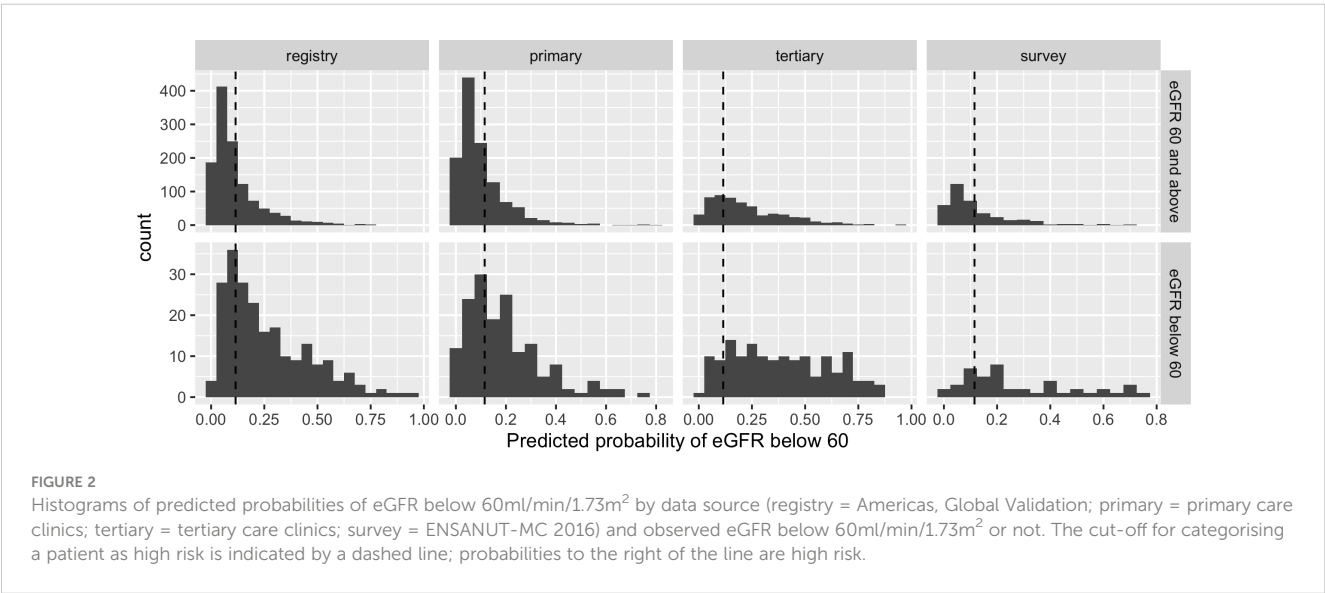 registry primary tertiary survey
400
300
200
100
0
eGFR 60 and above
count
30
20
10
0
eGFR below 60
0.00 0.25 0.50 0.75 1.00 0.0 0.2 0.4 0.6 0.8 0.00 0.25 0.50 0.75 1.00 0.0 0.2 0.4 0.6 0.8
Predicted probability of eGFR below 60
FIGURE 2
Histograms of predicted probabilities of eGFR below 60ml/min/1.73m² by data source (registry = Americas, Global Validation; primary = primary care
clinics; tertiary = tertiary care clinics; survey = ENSANUT-MC 2016) and observed eGFR below 60ml/min/1.73m² or not. The cut-off for categorising
a patient as high risk is indicated by a dashed line; probabilities to the right of the line are high risk.